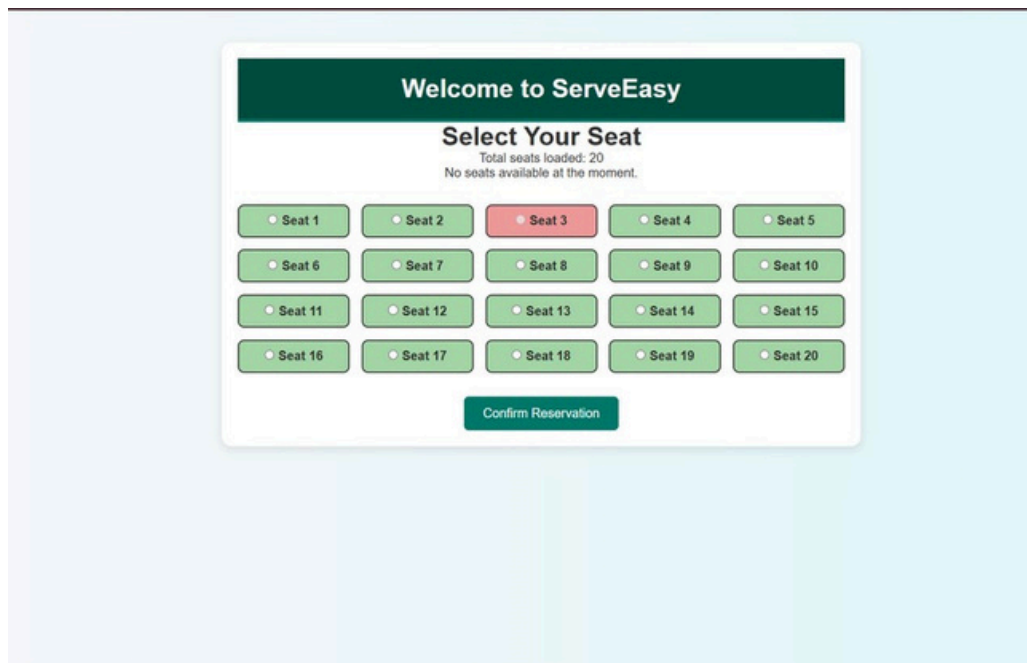 Welcome to ServeEasy
Select Your Seat
Total seats loaded: 20
No seats available at the moment.
Seat 1 Seat 2 Seat 3 Seat 4 Seat 5
Seat 6 Seat 7 Seat 8 Seat 9 Seat 10
Seat 11 Seat 12 Seat 13 Seat 14 Seat 15
Seat 16 Seat 17 Seat 18 Seat 19 Seat 20
Confirm Reservation